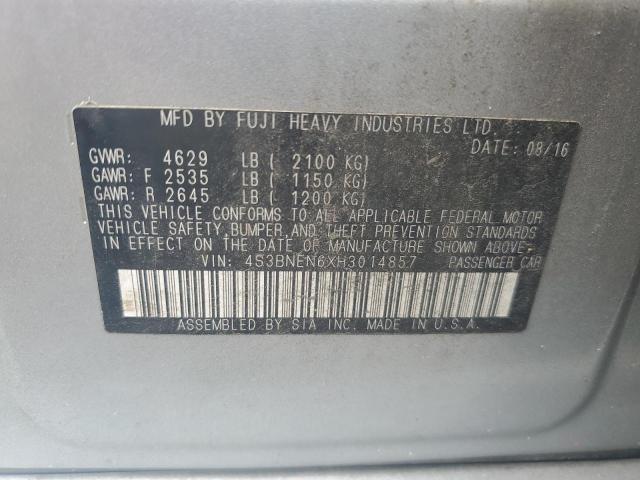 MFD BY FUJI HEAVY INDUSTRIES LTD.
DATE: 08/16
GVWR: 4629 LB ( 2100 KG)
GAWR: F 2535 LB ( 1150 KG)
GAWR: R 2645 LB ( 1200 KG)
THIS VEHICLE CONFORMS TO ALL APPLICABLE FEDERAL MOTOR
VEHICLE SAFETY, BUMPER, AND THEFT PREVENTION STANDARDS
IN EFFECT ON THE DATE OF MANUFACTURE SHOWN ABOVE.
VIN: 4S3BNEN6XH3014857 PASSENGER CAR
ASSEMBLED BY SIA INC. MADE IN U.S.A.